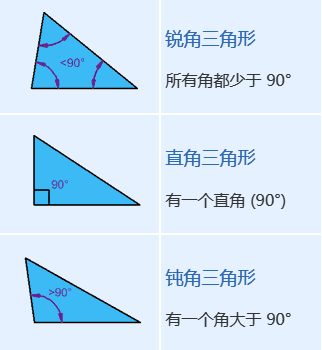 锐角三角形
<90°
所有角都少于 90°
直角三角形
90°
有一个直角 (90°)
钝角三角形
>90°
有一个角大于 90°